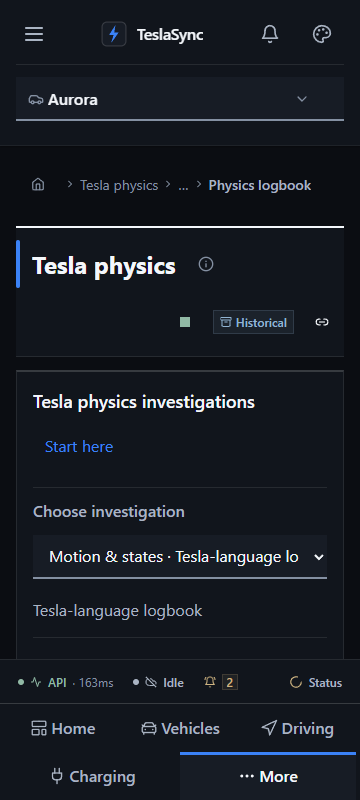 TeslaSync
Aurora
Tesla physics ... Physics logbook
Tesla physics
Historical
Tesla physics investigations
Start here
Choose investigation
Motion & states · Tesla-language lo
Tesla-language logbook
API · 163ms Idle 2 Status
Home Vehicles Driving
Charging More